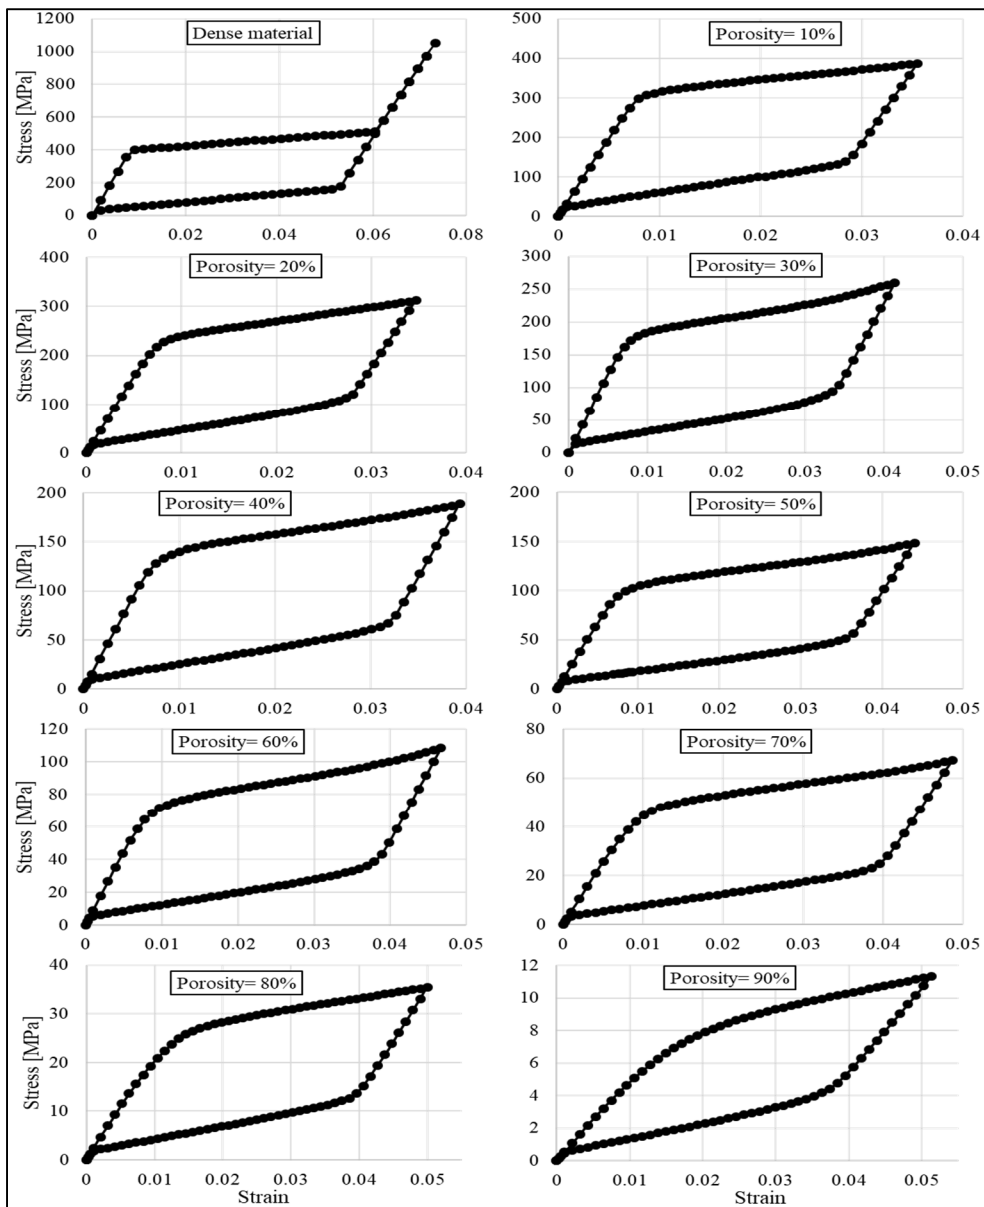 Dense material
Stress [MPa]
1200
1000
800
600
400
200
0
0 0.02 0.04 0.06 0.08
Porosity= 10%
500
400
300
200
100
0
0 0.01 0.02 0.03 0.04
Porosity= 20%
Stress [MPa]
400
300
200
100
0
0 0.01 0.02 0.03 0.04
Porosity= 30%
300
250
200
150
100
50
0
0 0.01 0.02 0.03 0.04 0.05
Porosity= 40%
Stress [MPa]
200
150
100
50
0
0 0.01 0.02 0.03 0.04
Porosity= 50%
200
150
100
50
0
0 0.01 0.02 0.03 0.04 0.05
Porosity= 60%
Stress [MPa]
120
100
80
60
40
20
0
0 0.01 0.02 0.03 0.04 0.05
Porosity= 70%
80
60
40
20
0
0 0.01 0.02 0.03 0.04 0.05
Porosity= 80%
Stress [MPa]
40
30
20
10
0
0 0.01 0.02 0.03 0.04 0.05
Strain
Porosity= 90%
12
10
8
6
4
2
0
0 0.01 0.02 0.03 0.04 0.05
Strain